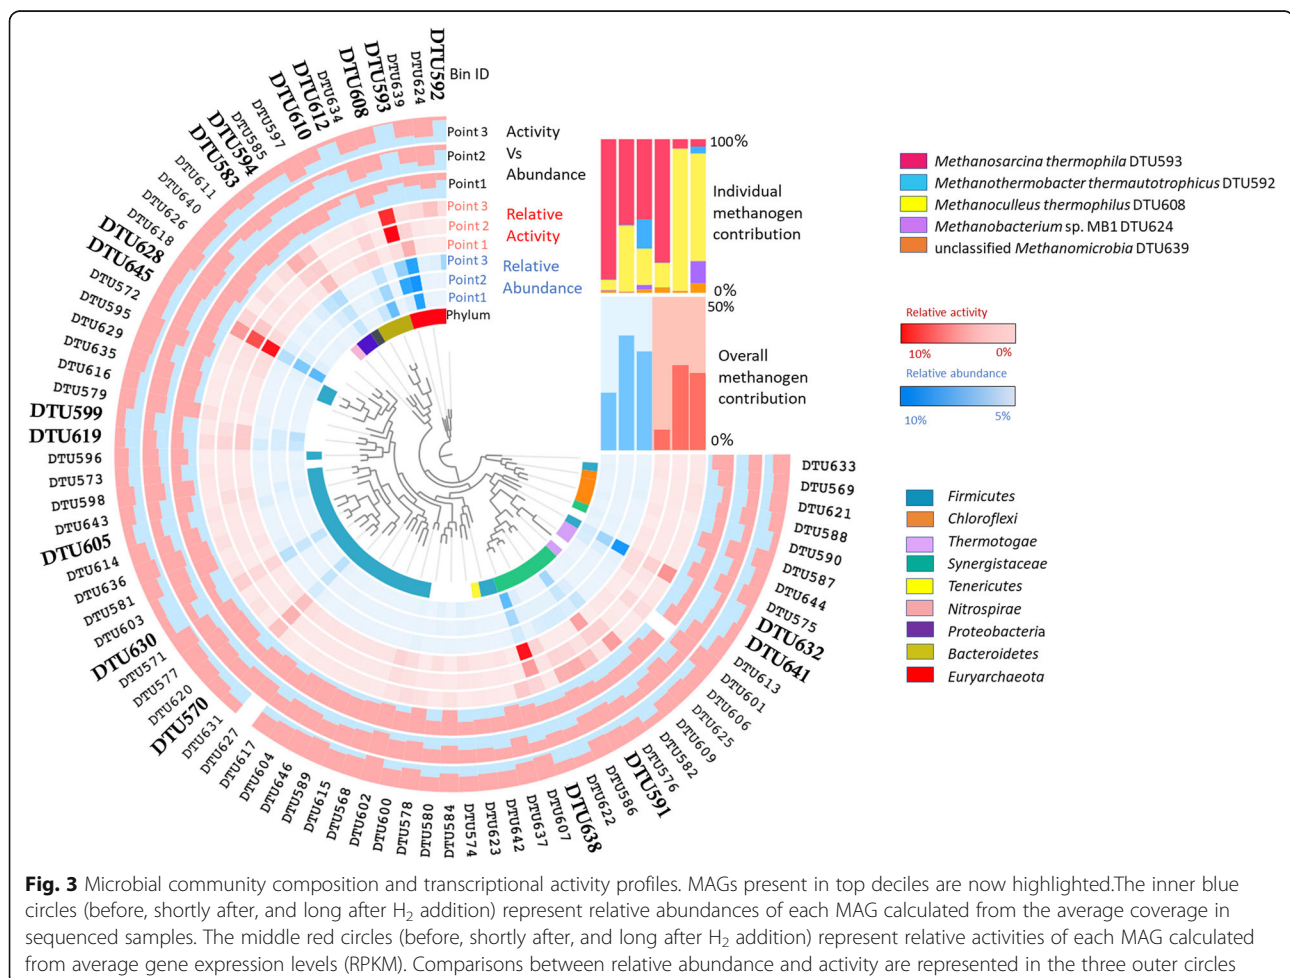 DTU592
DTU624
DTU639
DTU593
DTU608
DTU634
DTU612
DTU610
DTU597
DTU585
DTU594
DTU583
DTU611
DTU640
DTU626
DTU618
DTU628
DTU645
DTU572
DTU595
DTU629
DTU635
DTU616
DTU579
DTU599
DTU619
DTU596
DTU573
DTU598
DTU643
DTU605
DTU614
DTU636
DTU581
DTU603
DTU630
DTU571
DTU577
DTU620
DTU570
DTU631
DTU627
DTU617
DTU604
DTU646
DTU589
DTU615
DTU568
DTU602
DTU600
DTU578
DTU580
DTU584
DTU574
DTU623
DTU642
DTU637
DTU607
DTU638
DTU622
DTU586
DTU591
DTU576
DTU582
DTU609
DTU625
DTU606
DTU601
DTU613
DTU641
DTU632
DTU575
DTU644
DTU587
DTU590
DTU588
DTU621
DTU569
DTU633
Bin ID
Point 3
Point2
Point1
Activity
Vs
Abundance
Point 3
Point 2
Point 1
Relative
Activity
Point 3
Point2
Point1
Relative
Abundance
Phylum
100%
Individual
methanogen
contribution
0%
50%
Overall
methanogen
contribution
0%
Methanosarcina thermophila DTU593
Methanothermobacter thermautotrophicus DTU592
Methanoculleus thermophilus DTU608
Methanobacterium sp. MB1 DTU624
unclassified Methanomicrobia DTU639
Relative activity
10% 0%
Relative abundance
10% 5%
Firmicutes
Chloroflexi
Thermotogae
Synergistaceae
Tenericutes
Nitrospirae
Proteobacteria
Bacteroidetes
Euryarchaeota
Fig. 3 Microbial community composition and transcriptional activity profiles. MAGs present in top deciles are now highlighted.The inner blue
circles (before, shortly after, and long after H2 addition) represent relative abundances of each MAG calculated from the average coverage in
sequenced samples. The middle red circles (before, shortly after, and long after H2 addition) represent relative activities of each MAG calculated
from average gene expression levels (RPKM). Comparisons between relative abundance and activity are represented in the three outer circles